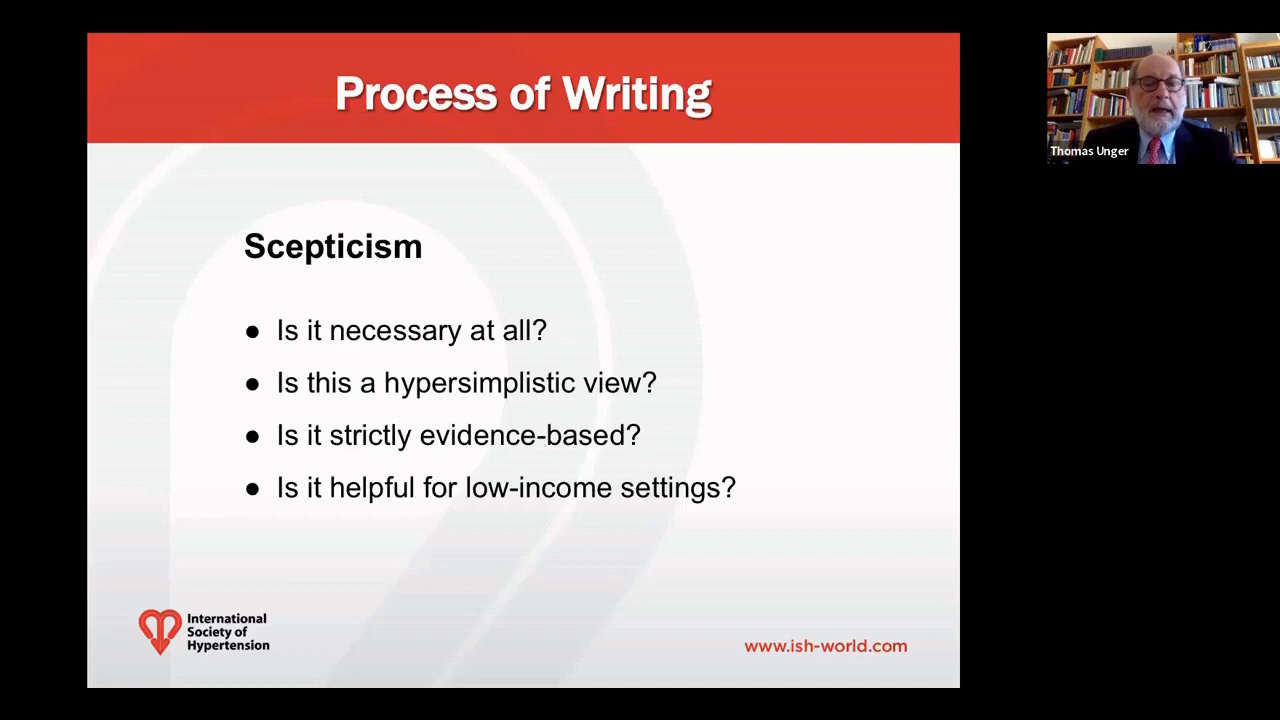 Process of Writing
Thomas Unger
Scepticism
● Is it necessary at all?
● Is this a hypersimplistic view?
● Is it strictly evidence-based?
● Is it helpful for low-income settings?
International
Society of
Hypertension
www.ish-world.com